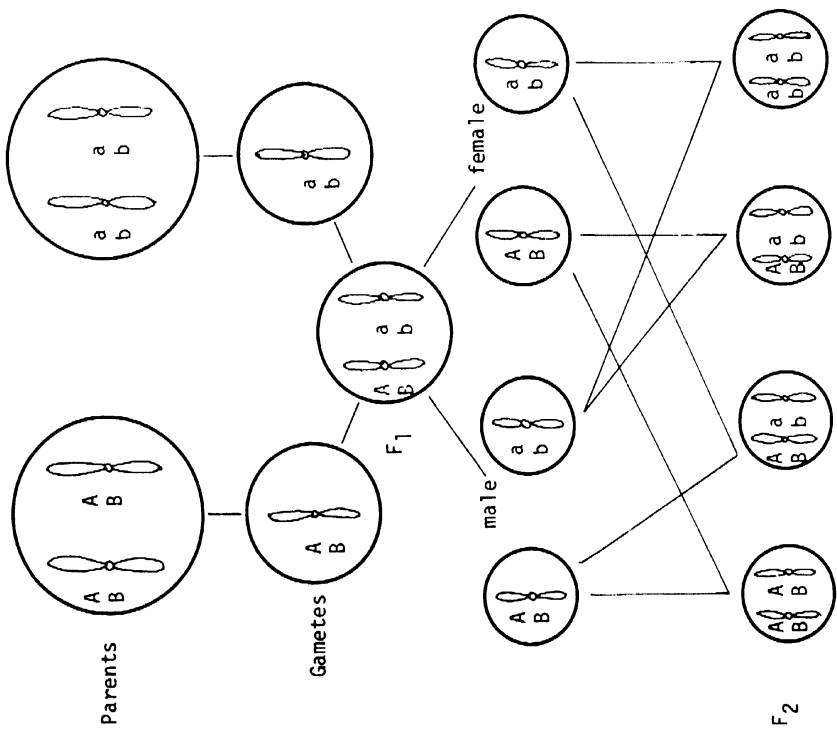 Parents
A A a a
B B b b
Gametes
A a
B b
F1
A a
B b
male female
A a A a
B b B b
F2
A A A a A a a a
B B B b B b b b